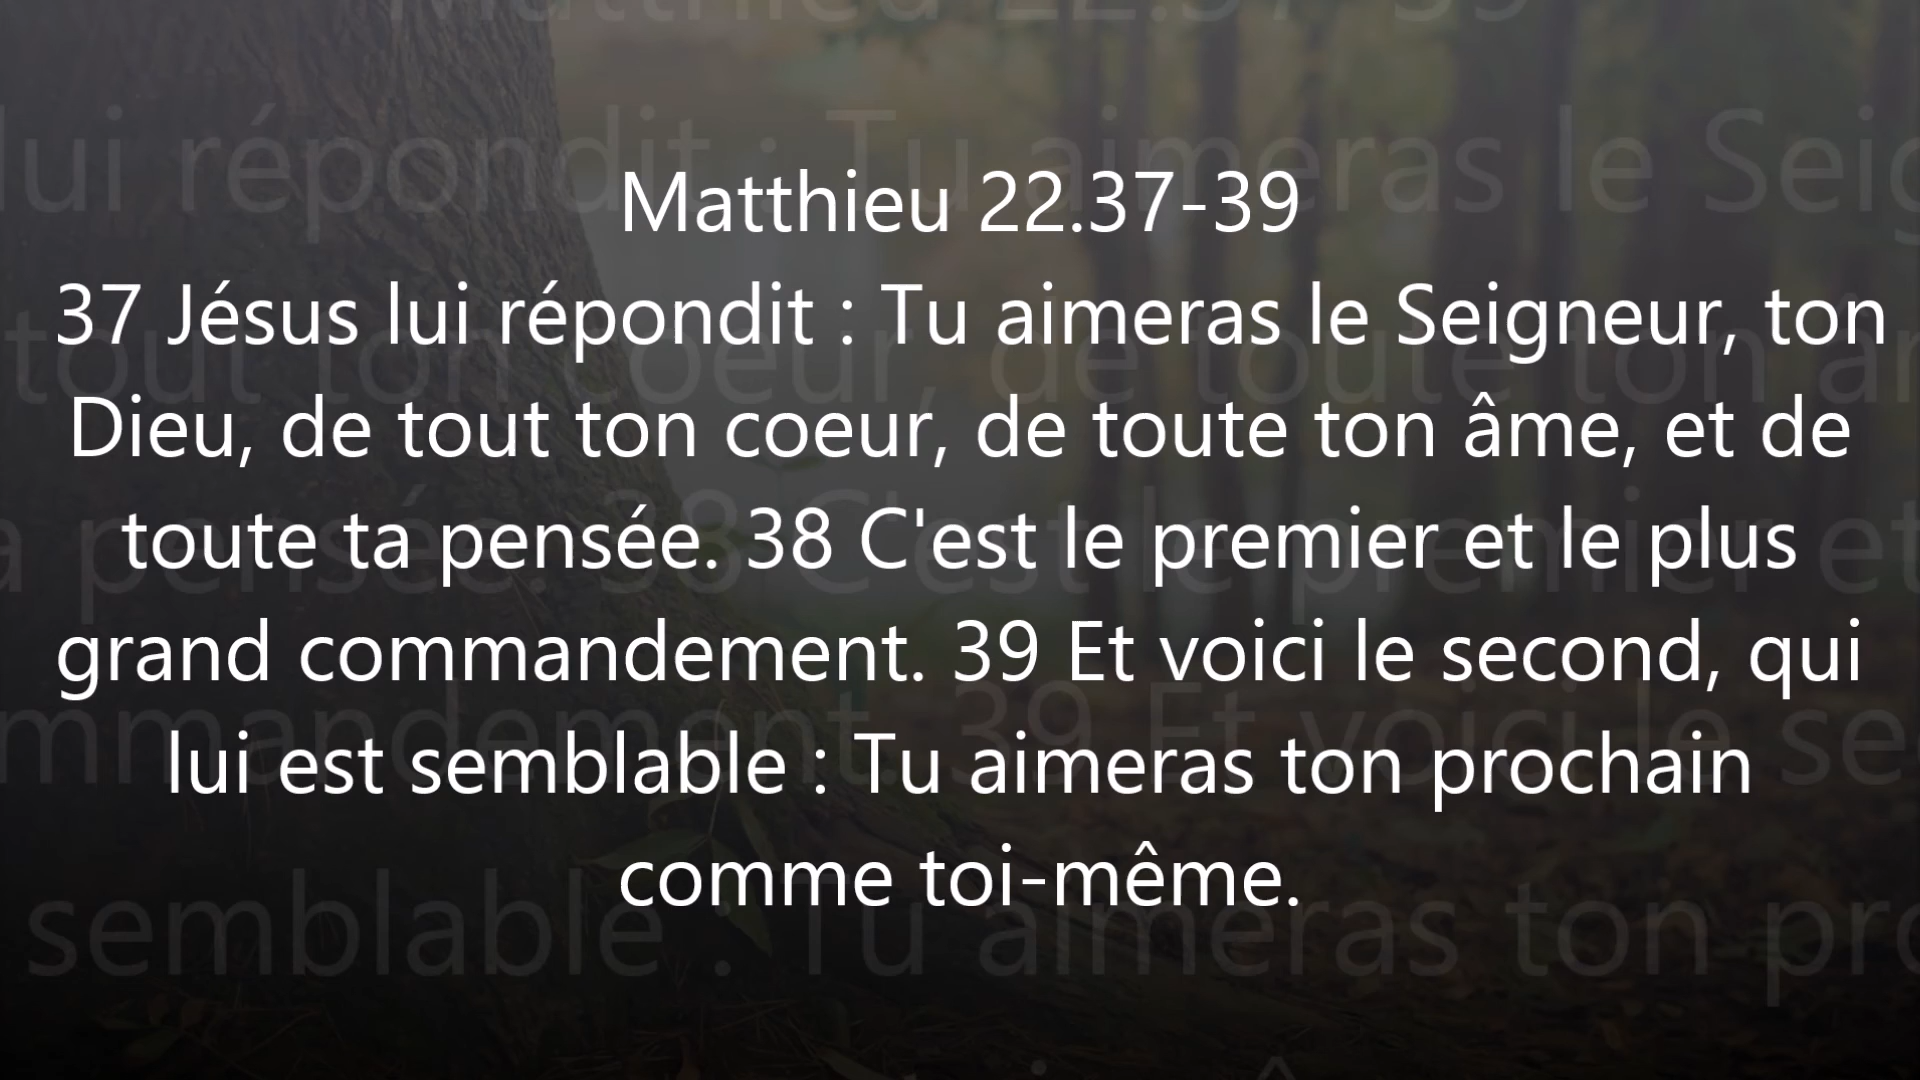 Matthieu 22.37-39
37 Jésus lui répondit : Tu aimeras le Seigneur, ton
Dieu, de tout ton coeur, de toute ton âme, et de
toute ta pensée. 38 C'est le premier et le plus
grand commandement. 39 Et voici le second, qui
lui est semblable : Tu aimeras ton prochain
comme toi-même.